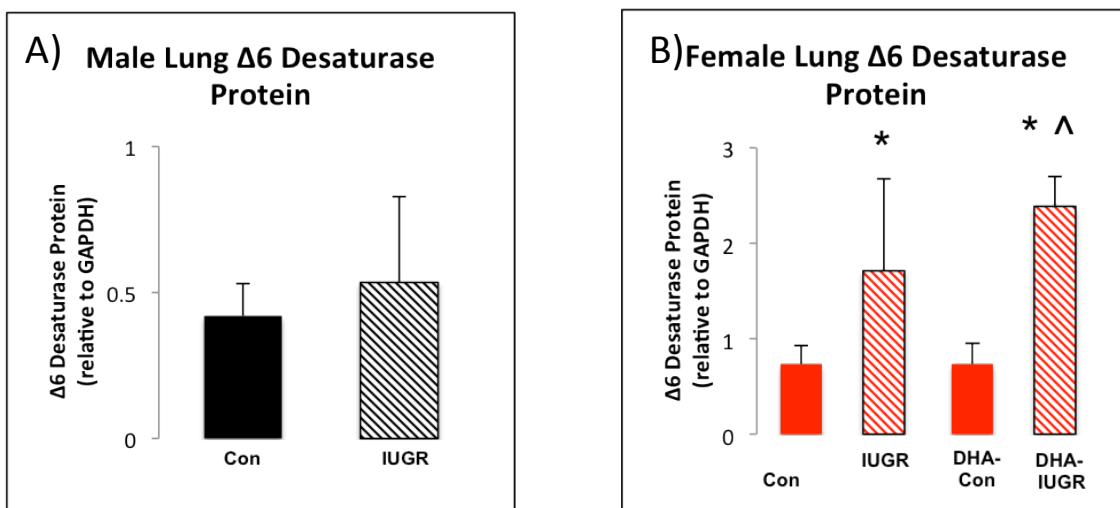 A) Male Lung Δ6 Desaturase
Protein
Δ6 Desaturase Protein
(relative to GAPDH)
1
0.5
0
Con IUGR
B) Female Lung Δ6 Desaturase
Protein
* * ^
Δ6 Desaturase Protein
(relative to GAPDH)
3
2
1
0
Con IUGR DHA-
Con DHA-
IUGR